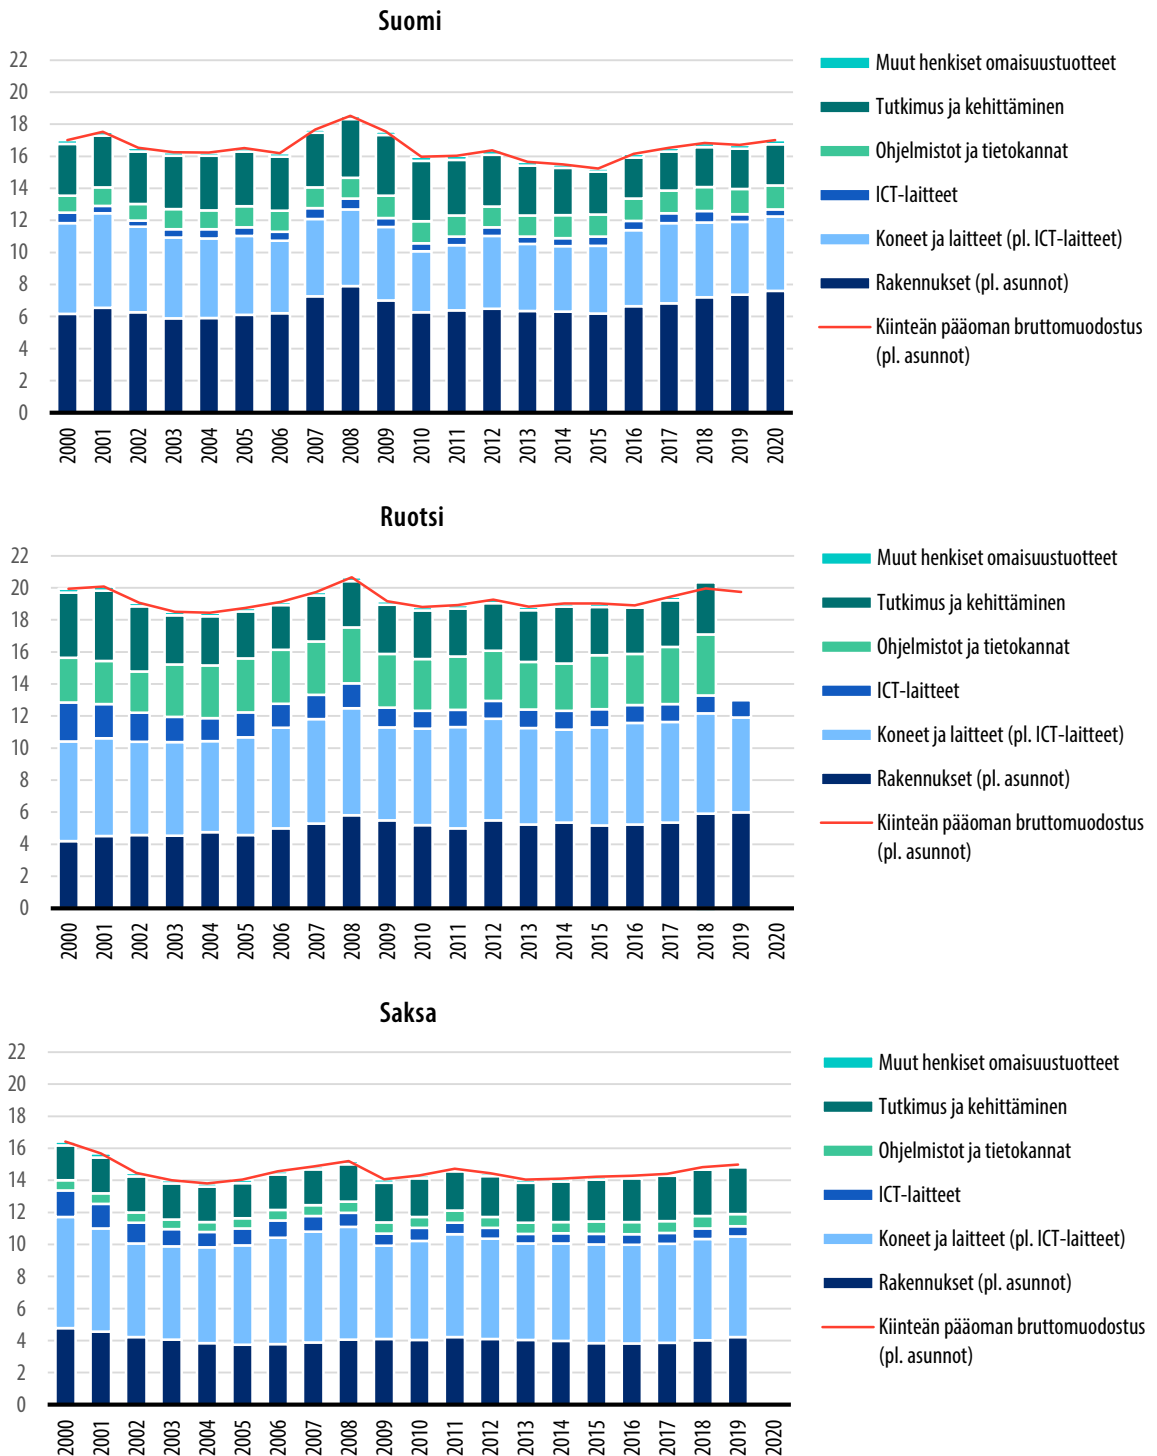 Suomi
22
20
18
16
14
12
10
8
6
4
2
0
2000 2001 2002 2003 2004 2005 2006 2007 2008 2009 2010 2011 2012 2013 2014 2015 2016 2017 2018 2019 2020
Muut henkiset omaisuustuotteet
Tutkimus ja kehittäminen
Ohjelmistot ja tietokannat
ICT-laitteet
Koneet ja laitteet (pl. ICT-laitteet)
Rakennukset (pl. asunnot)
Kiinteän pääoman bruttomuodostus
(pl. asunnot)
Ruotsi
22
20
18
16
14
12
10
8
6
4
2
0
2000 2001 2002 2003 2004 2005 2006 2007 2008 2009 2010 2011 2012 2013 2014 2015 2016 2017 2018 2019 2020
Muut henkiset omaisuustuotteet
Tutkimus ja kehittäminen
Ohjelmistot ja tietokannat
ICT-laitteet
Koneet ja laitteet (pl. ICT-laitteet)
Rakennukset (pl. asunnot)
Kiinteän pääoman bruttomuodostus
(pl. asunnot)
Saksa
22
20
18
16
14
12
10
8
6
4
2
0
2000 2001 2002 2003 2004 2005 2006 2007 2008 2009 2010 2011 2012 2013 2014 2015 2016 2017 2018 2019 2020
Muut henkiset omaisuustuotteet
Tutkimus ja kehittäminen
Ohjelmistot ja tietokannat
ICT-laitteet
Koneet ja laitteet (pl. ICT-laitteet)
Rakennukset (pl. asunnot)
Kiinteän pääoman bruttomuodostus
(pl. asunnot)